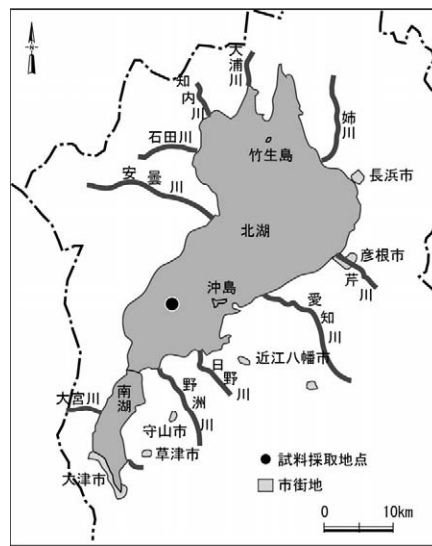 N
大浦川
知内川
姉川
石田川
竹生島
安曇川
長浜市
北湖
彦根市
芹川
沖島
愛知川
近江八幡市
日野川
南湖
大宮川
野洲川
守山市
草津市
大津市
試料採取地点
市街地
0 10km